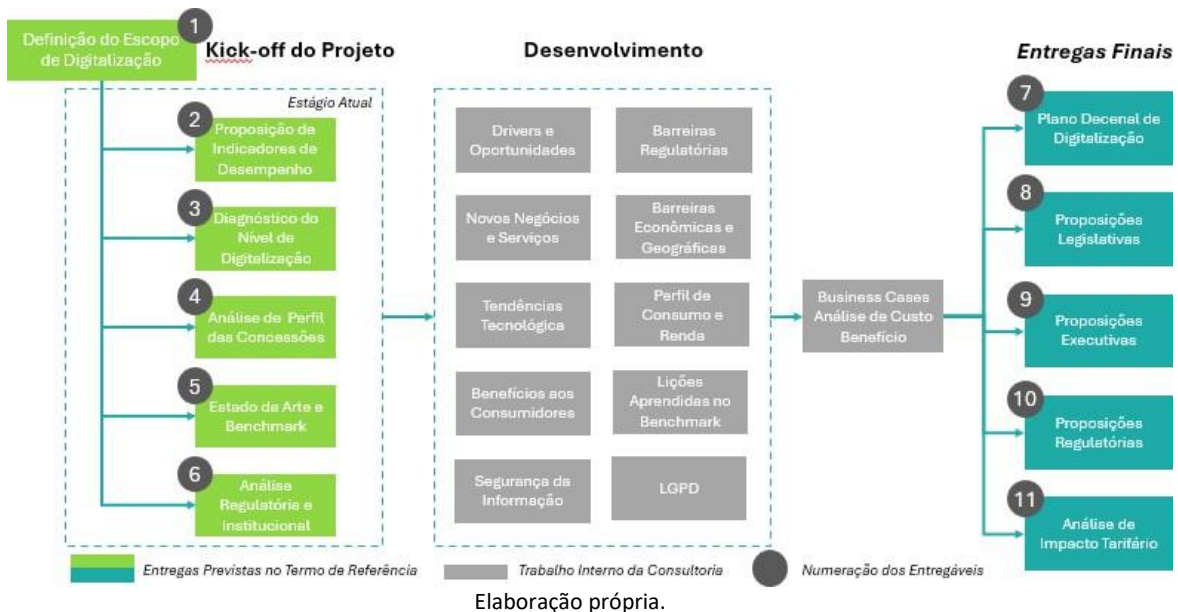 1
Definição do Escopo
de Digitalização
Kick-off do Projeto
Estágio Atual
2
Proposição de
Indicadores de
Desempanho
3
Diagnóstico do
Nível de
Digitalização
4
Análise de Perfil
das Concessões
5
Estado da Arte e
Benchmark
6
Análise
Regulatória e
Institucional
Desenvolvimento
Drivers e
Oportunidades
Barreiras
Regulatórias
Novos Negócios
e Serviços
Barreiras
Econômicas e
Geográficas
Tendências
Tecnológica
Perfil de
Consumo e
Renda
Benefícios aos
Consumidores
Lições
Aprendidas no
Benchmark
Segurança da
Informação
LGPD
Business Cases
Análise de Custo
Benefício
Entregas Finais
7
Plano Decenal de
Digitalização
8
Proposições
Legislativas
9
Proposições
Executivas
10
Proposições
Regulatórias
11
Análise de
Impacto Tarifário
Entregas Previstas no Termo de Referência
Trabalho Interno da Consultoria
Numeração dos Entregáveis
Elaboração própria.